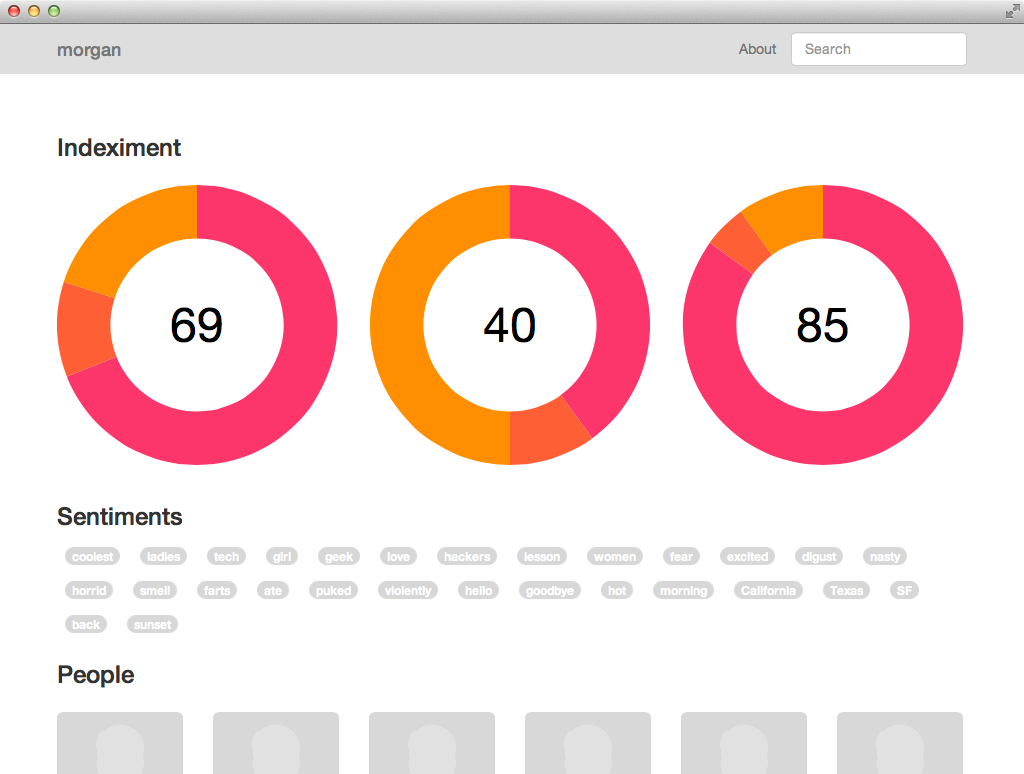 morgan About Search
Indeximent
69 40 85
Sentiments
coolest ladies tech girl geek love hackers lesson women fear excited digust nasty
horrid smell farts ate puked violently hello goodbye hot morning California Texas SF
back sunset
People